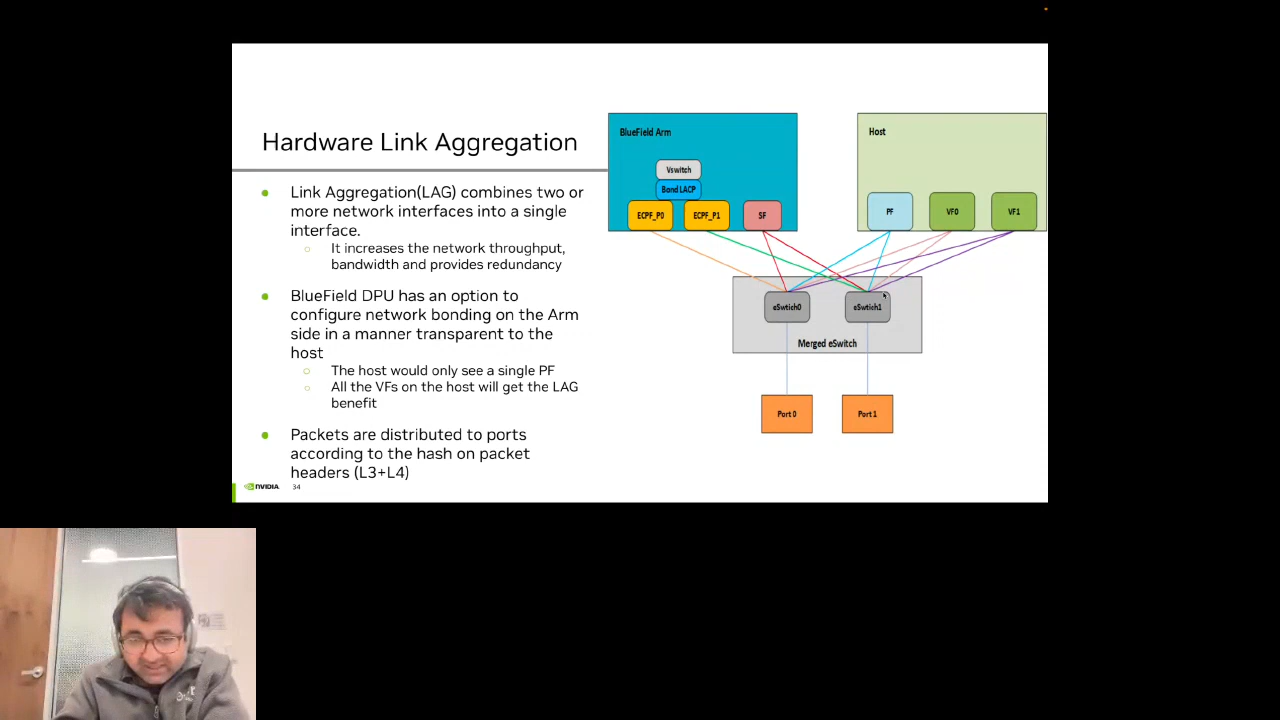 Hardware Link Aggregation
Link Aggregation(LAG) combines two or
more network interfaces into a single
interface.
It increases the network throughput,
bandwidth and provides redundancy
BlueField DPU has an option to
configure network bonding on the Arm
side in a manner transparent to the
host
The host would only see a single PF
All the VFs on the host will get the LAG
benefit
Packets are distributed to ports
according to the hash on packet
headers (L3+L4)
NVIDIA
34
BlueField Arm
Vswitch
Bond LACP
ECPF_P0
ECPF_P1
SF
Host
PF
VF0
VF1
eSwtich0
eSwtich1
Merged eSwitch
Port 0
Port 1